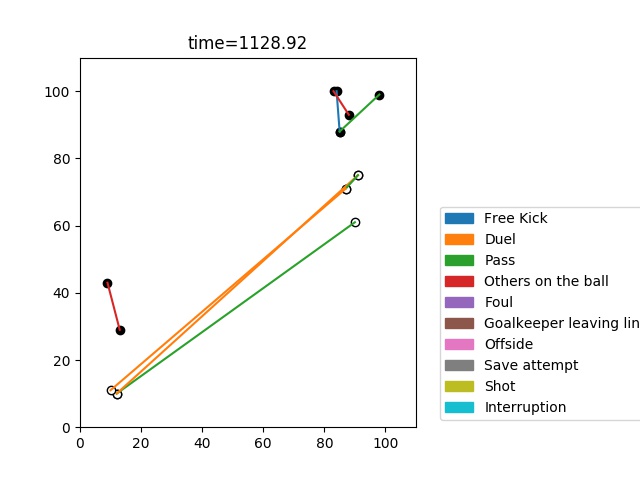 time=1128.92
100
80
60
40
20
0
0 20 40 60 80 100
Free Kick
Duel
Pass
Others on the ball
Foul
Goalkeeper leaving lin
Offside
Save attempt
Shot
Interruption